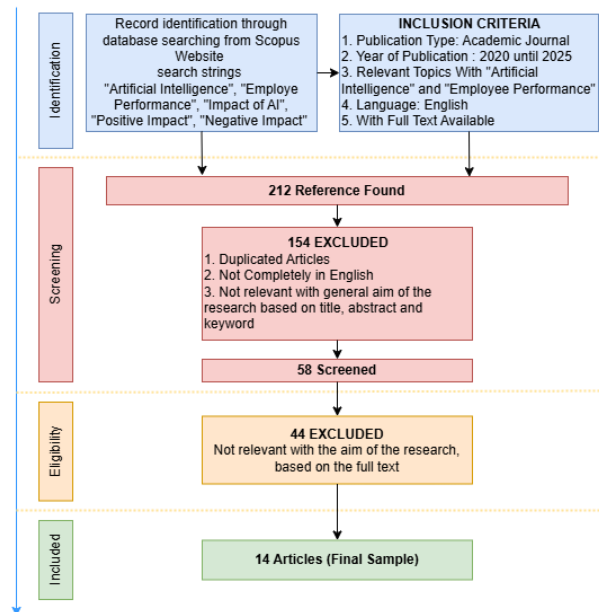 Identification
Record identification through
database searching from Scopus
Website
search strings
"Artificial Intelligence", "Employe
Performance", "Impact of AI",
"Positive Impact", "Negative Impact"
INCLUSION CRITERIA
1. Publication Type: Academic Journal
2. Year of Publication : 2020 until 2025
3. Relevant Topics With "Artificial
Intelligence" and "Employee Performance"
4. Language: English
5. With Full Text Available
Screening
212 Reference Found
154 EXCLUDED
1. Duplicated Articles
2. Not Completely in English
3. Not relevant with general aim of the
research based on title, abstract and
keyword
58 Screened
Eligibility
44 EXCLUDED
Not relevant with the aim of the research,
based on the full text
Included
14 Articles (Final Sample)